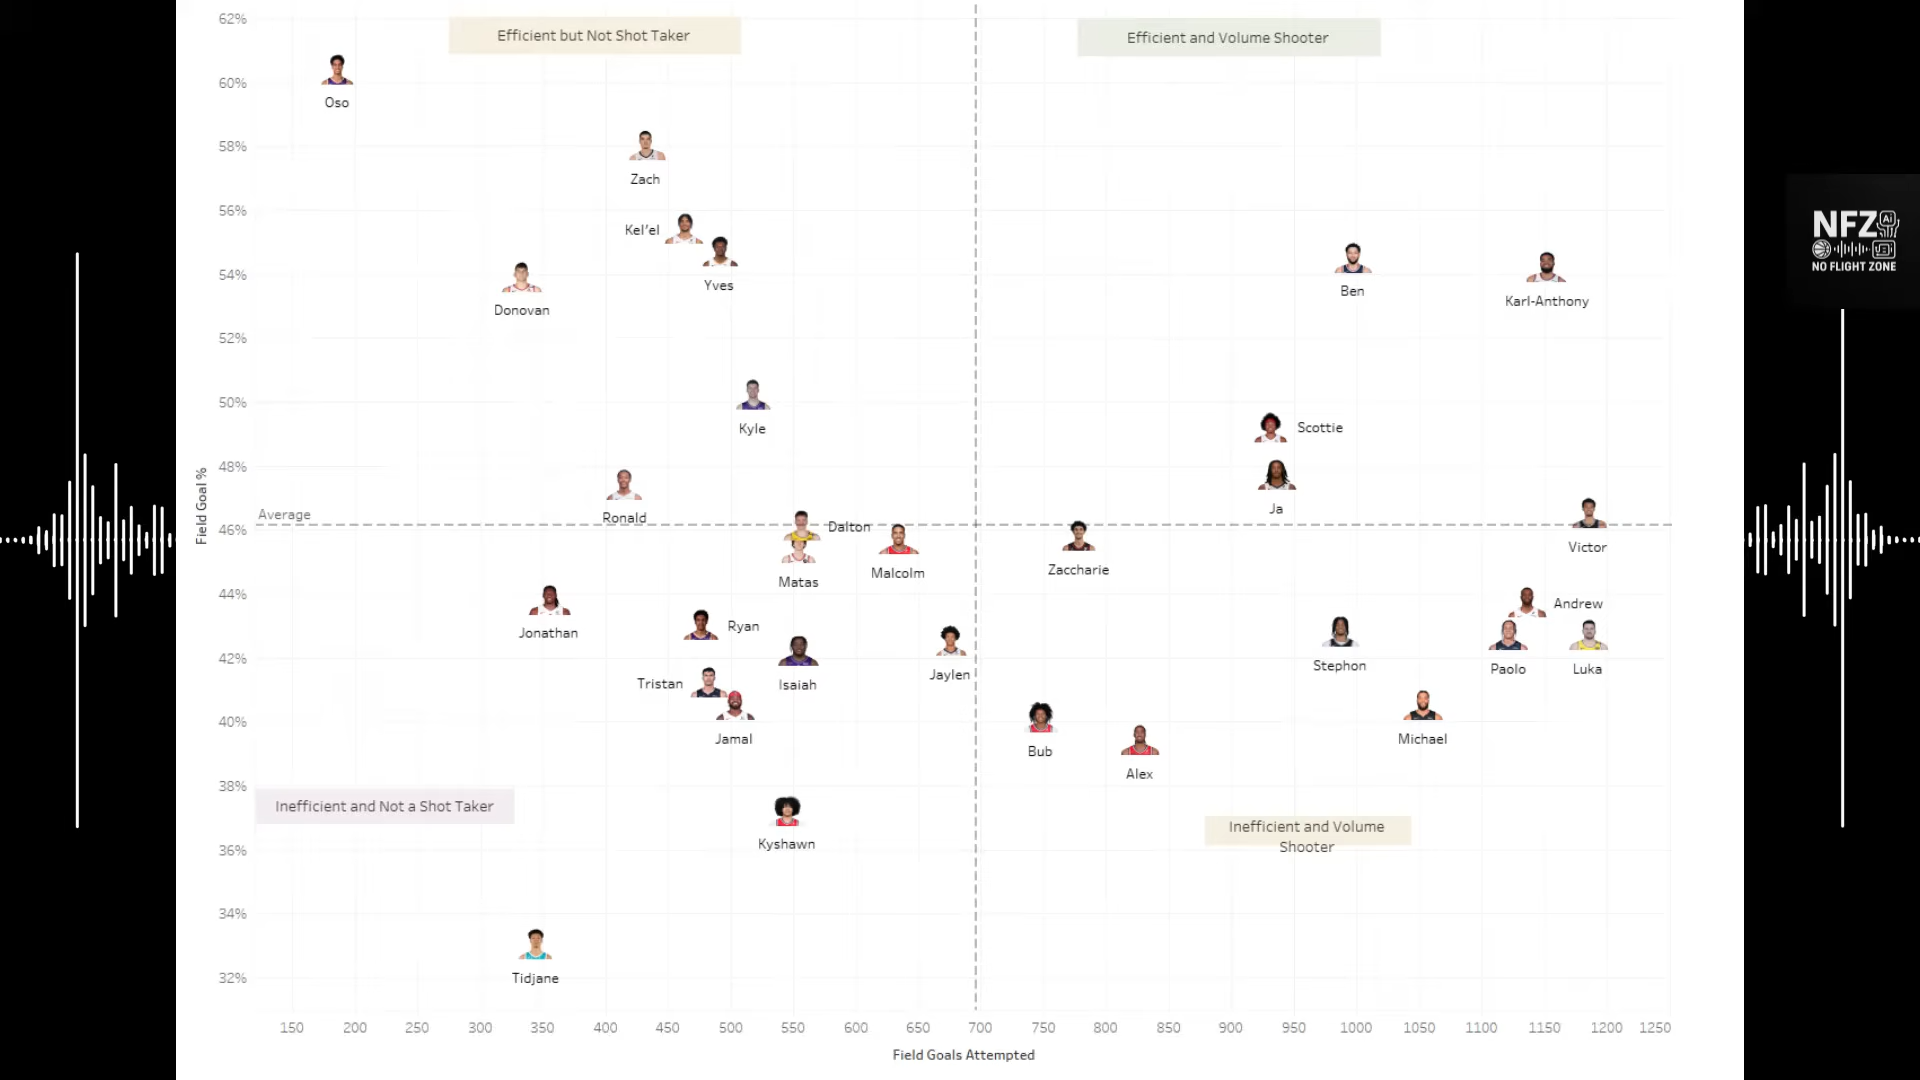 62%
Efficient but Not Shot Taker
Efficient and Volume Shooter
60%
Oso
58%
Zach
56%
Kel'el
Yves
54%
Donovan
Ben
Karl-Anthony
52%
50%
Kyle
Scottie
48%
Ja
Ronald
Average
46%
Dalton
Matas
Malcolm
Zaccharie
Victor
44%
Jonathan
Ryan
Andrew
42%
Tristan
Isaiah
Jaylen
Stephon
Paolo
Luka
40%
Jamal
Bub
Alex
Michael
38%
Inefficient and Not a Shot Taker
Kyshawn
Inefficient and Volume
Shooter
36%
34%
32%
Tidjane
Field Goal %
150 200 250 300 350 400 450 500 550 600 650 700 750 800 850 900 950 1000 1050 1100 1150 1200 1250
Field Goals Attempted
NFZ
Ai
NO FLIGHT ZONE